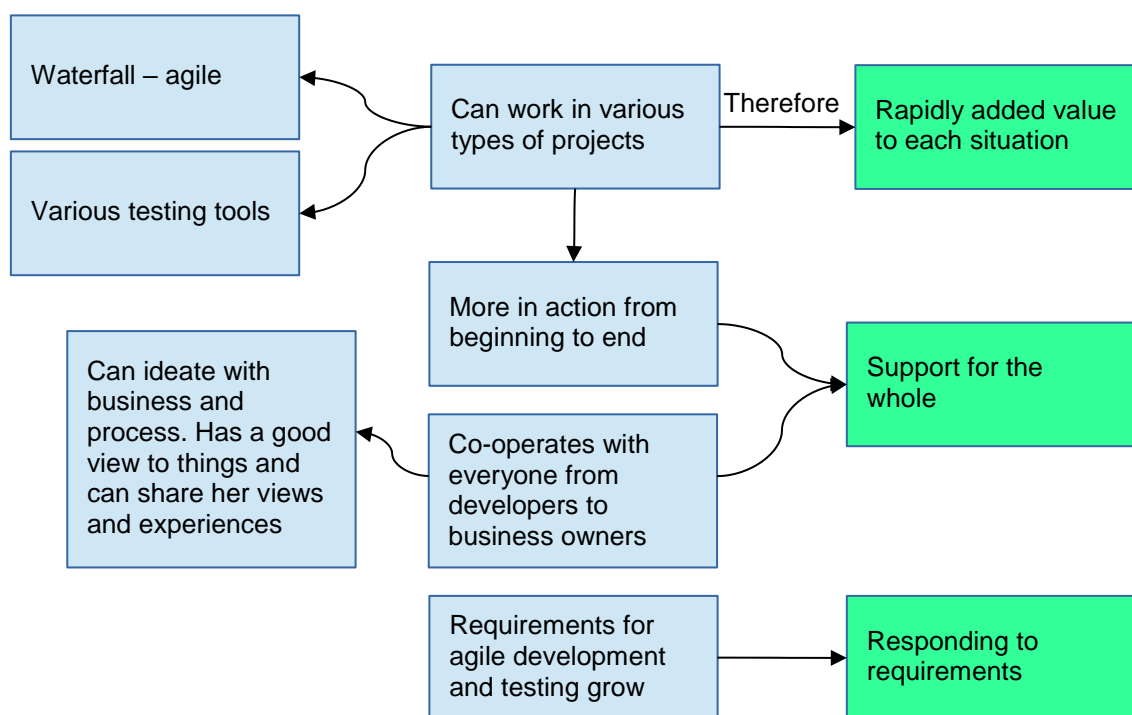 Waterfall – agile
Various testing tools
Can work in various
types of projects
Therefore
Rapidly added value
to each situation
More in action from
beginning to end
Support for the
whole
Can ideate with
business and
process. Has a good
view to things and
can share her views
and experiences
Co-operates with
everyone from
developers to
business owners
Requirements for
agile development
and testing grow
Responding to
requirements